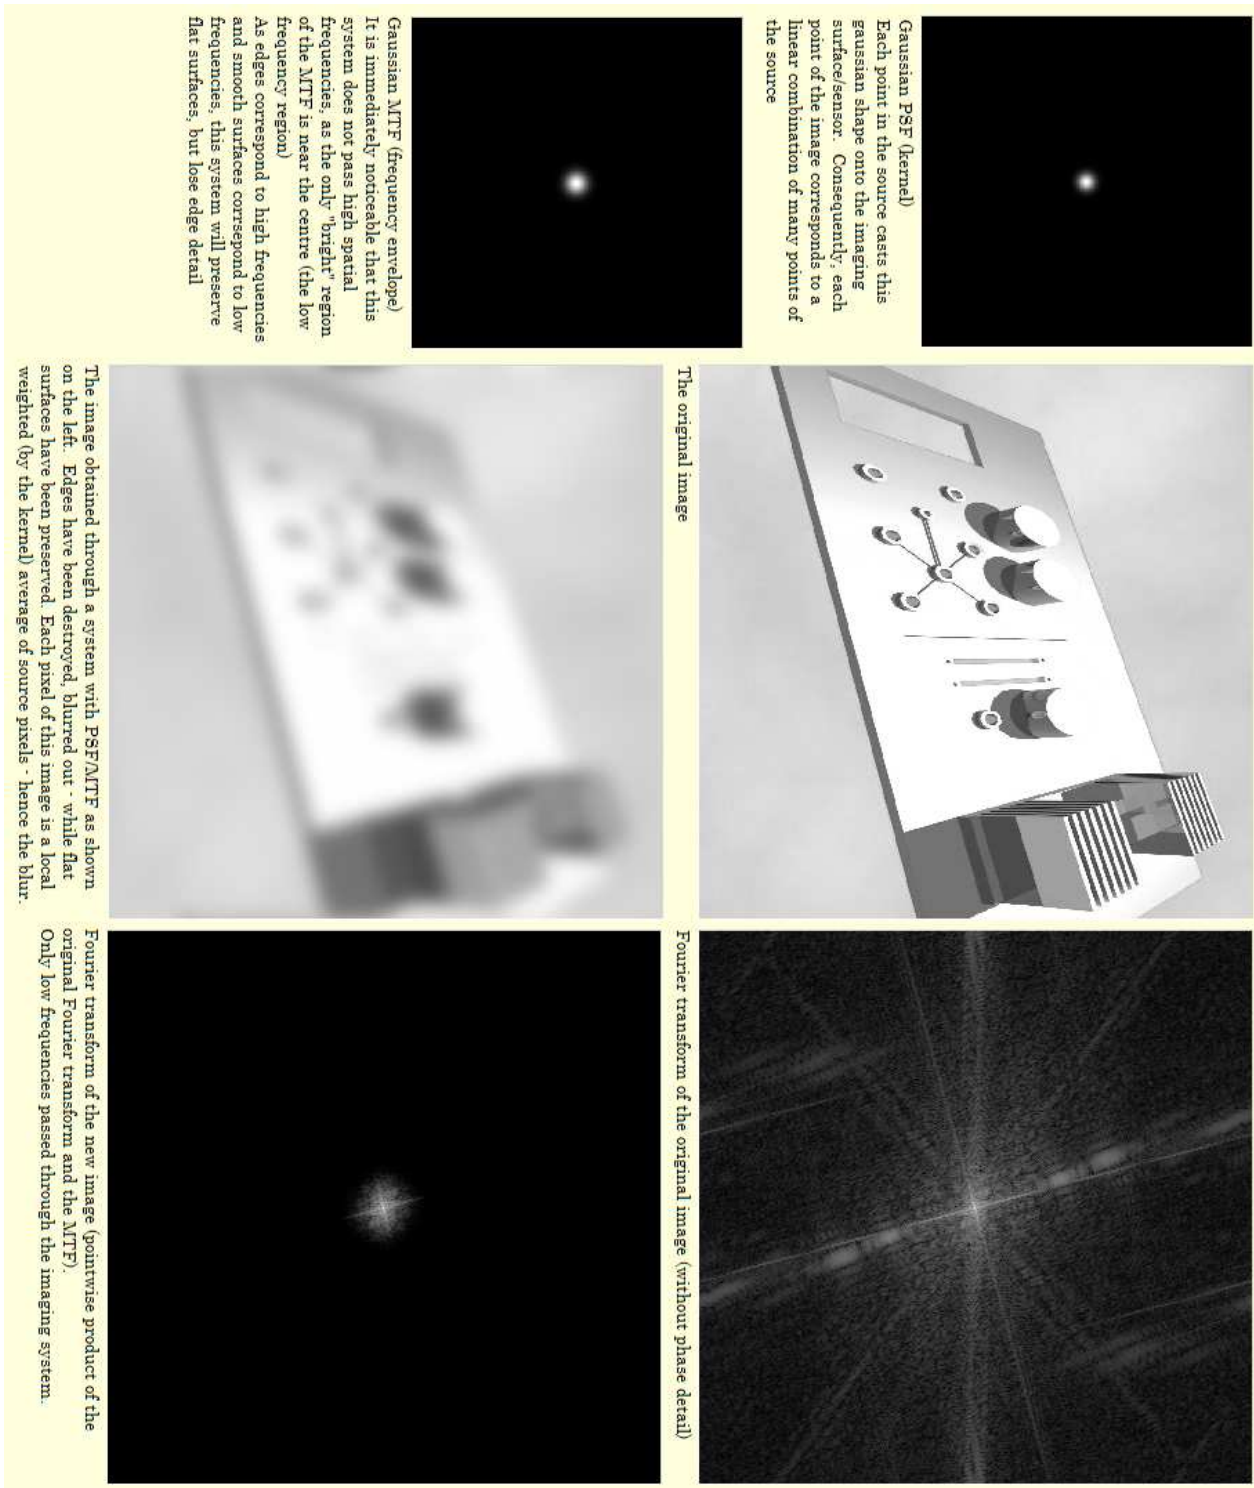 Gaussian PSF (kernel)
Each point in the source casts this
gaussian shape onto the imaging
surface/sensor. Consequently, each
point of the image corresponds to a
linear combination of many points of
the source
The original image
Fourier transform of the original image (without phase detail)
Gaussian MTF (frequency envelope)
It is immediately noticeable that this
system does not pass high spatial
frequencies, as the only "bright" region
of the MTF is near the centre (the low
frequency region)
As edges correspond to high frequencies
and smooth surfaces corrsepond to low
frequencies, this system will preserve
flat surfaces, but lose edge detail
The image obtained through a system with PSF/MTF as shown
on the left. Edges have been destroyed, blurred out - while flat
surfaces have been preserved. Each pixel of this image is a local
weighted (by the kernel) average of source pixels - hence the blur.
Fourier transform of the new image (pointwise product of the
original Fourier transform and the MTF).
Only low frequencies passed through the imaging system.